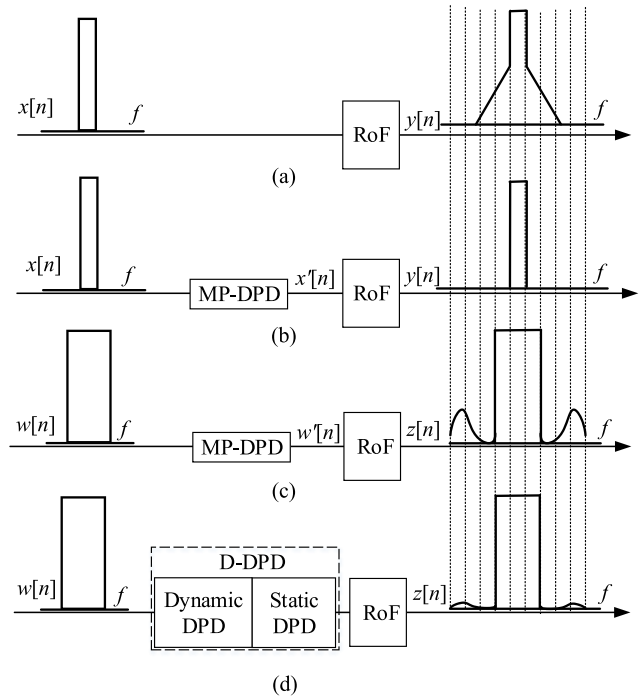 x[n] f RoF y[n] f
(a)
x[n] f MP-DPD x′[n] RoF y[n] f
(b)
w[n] f MP-DPD w′[n] RoF z[n] f
(c)
D-DPD
w[n] f Dynamic DPD Static DPD RoF z[n] f
(d)